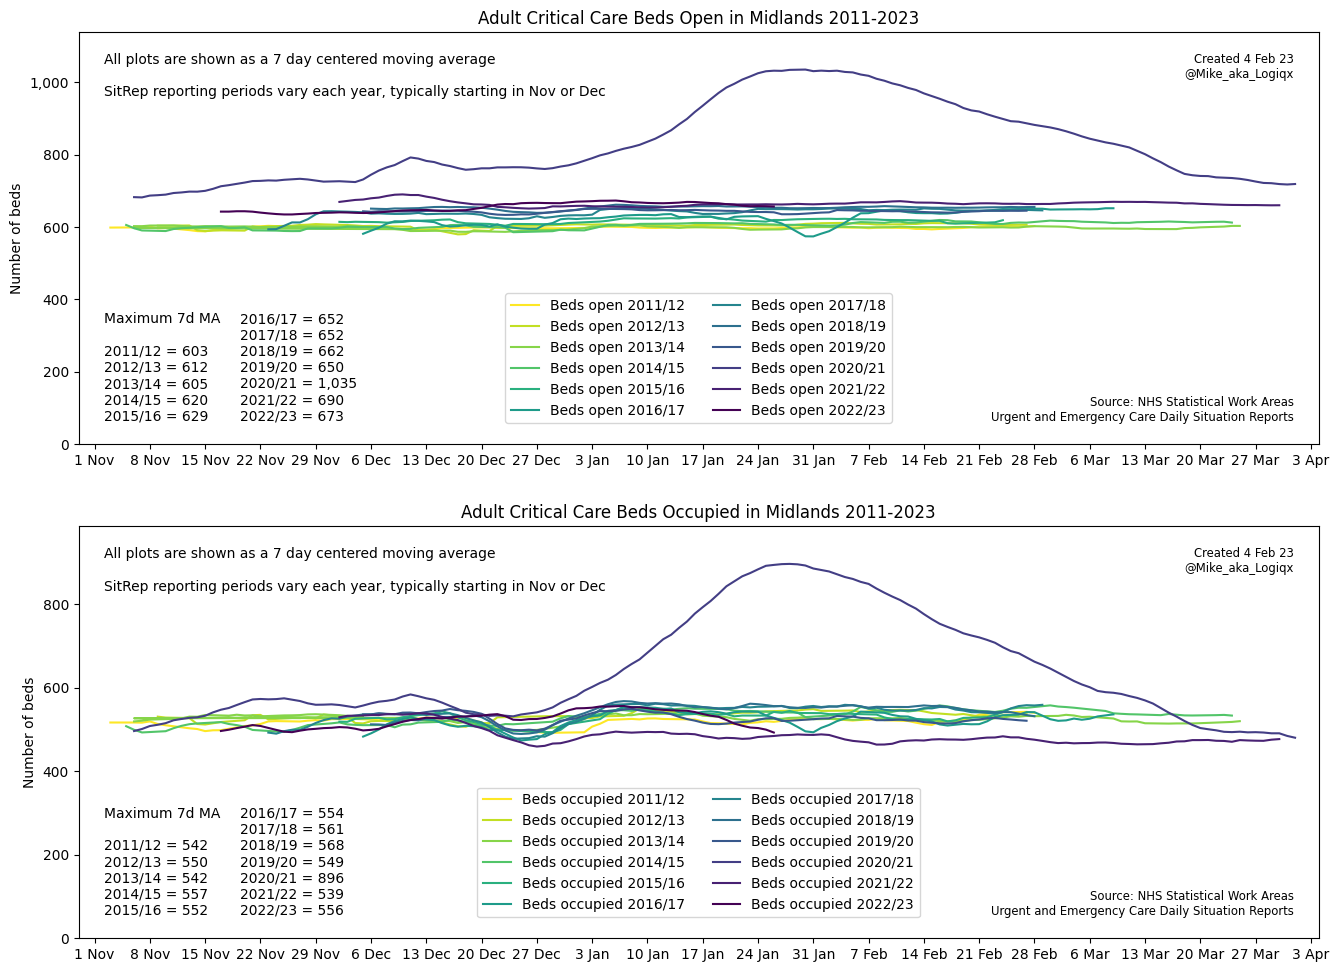 Adult Critical Care Beds Open in Midlands 2011-2023
All plots are shown as a 7 day centered moving average
SitRep reporting periods vary each year, typically starting in Nov or Dec
Created 4 Feb 23
@Mike_aka_Logiqx
Number of beds
1,000
800
600
400
200
0
Maximum 7d MA
2011/12 = 603
2012/13 = 612
2013/14 = 605
2014/15 = 620
2015/16 = 629
2016/17 = 652
2017/18 = 652
2018/19 = 662
2019/20 = 650
2020/21 = 1,035
2021/22 = 690
2022/23 = 673
Beds open 2011/12
Beds open 2012/13
Beds open 2013/14
Beds open 2014/15
Beds open 2015/16
Beds open 2016/17
Beds open 2017/18
Beds open 2018/19
Beds open 2019/20
Beds open 2020/21
Beds open 2021/22
Beds open 2022/23
Source: NHS Statistical Work Areas
Urgent and Emergency Care Daily Situation Reports
1 Nov 8 Nov 15 Nov 22 Nov 29 Nov 6 Dec 13 Dec 20 Dec 27 Dec 3 Jan 10 Jan 17 Jan 24 Jan 31 Jan 7 Feb 14 Feb 21 Feb 28 Feb 6 Mar 13 Mar 20 Mar 27 Mar 3 Apr
Adult Critical Care Beds Occupied in Midlands 2011-2023
All plots are shown as a 7 day centered moving average
SitRep reporting periods vary each year, typically starting in Nov or Dec
Created 4 Feb 23
@Mike_aka_Logiqx
Number of beds
800
600
400
200
0
Maximum 7d MA
2011/12 = 542
2012/13 = 550
2013/14 = 542
2014/15 = 557
2015/16 = 552
2016/17 = 554
2017/18 = 561
2018/19 = 568
2019/20 = 549
2020/21 = 896
2021/22 = 539
2022/23 = 556
Beds occupied 2011/12
Beds occupied 2012/13
Beds occupied 2013/14
Beds occupied 2014/15
Beds occupied 2015/16
Beds occupied 2016/17
Beds occupied 2017/18
Beds occupied 2018/19
Beds occupied 2019/20
Beds occupied 2020/21
Beds occupied 2021/22
Beds occupied 2022/23
Source: NHS Statistical Work Areas
Urgent and Emergency Care Daily Situation Reports
1 Nov 8 Nov 15 Nov 22 Nov 29 Nov 6 Dec 13 Dec 20 Dec 27 Dec 3 Jan 10 Jan 17 Jan 24 Jan 31 Jan 7 Feb 14 Feb 21 Feb 28 Feb 6 Mar 13 Mar 20 Mar 27 Mar 3 Apr